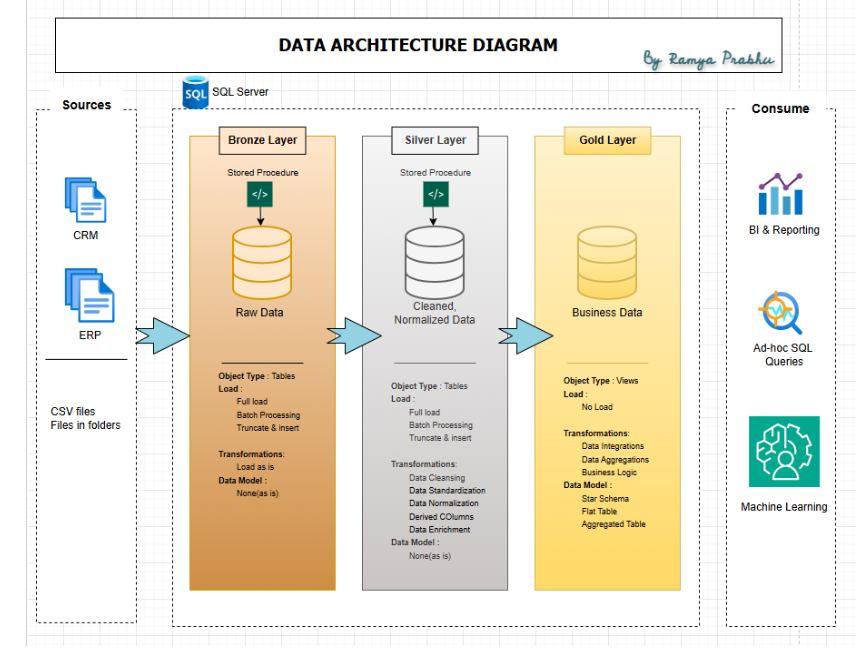 DATA ARCHITECTURE DIAGRAM
By Ramya Prabhu
Sources
CRM
ERP
CSV files
Files in folders
SQL
SQL Server
Bronze Layer
Stored Procedure
</>
Raw Data
Object Type : Tables
Load :
Full load
Batch Processing
Truncate & insert
Transformations:
Load as is
Data Model :
None(as is)
Silver Layer
Stored Procedure
</>
Cleaned,
Normalized Data
Object Type : Tables
Load :
Full load
Batch Processing
Truncate & insert
Transformations:
Data Cleansing
Data Standardization
Data Normalization
Derived COlumns
Data Enrichment
Data Model :
None(as is)
Gold Layer
Business Data
Object Type : Views
Load :
No Load
Transformations:
Data Integrations
Data Aggregations
Business Logic
Data Model :
Star Schema
Flat Table
Aggregated Table
Consume
BI & Reporting
Ad-hoc SQL
Queries
Machine Learning